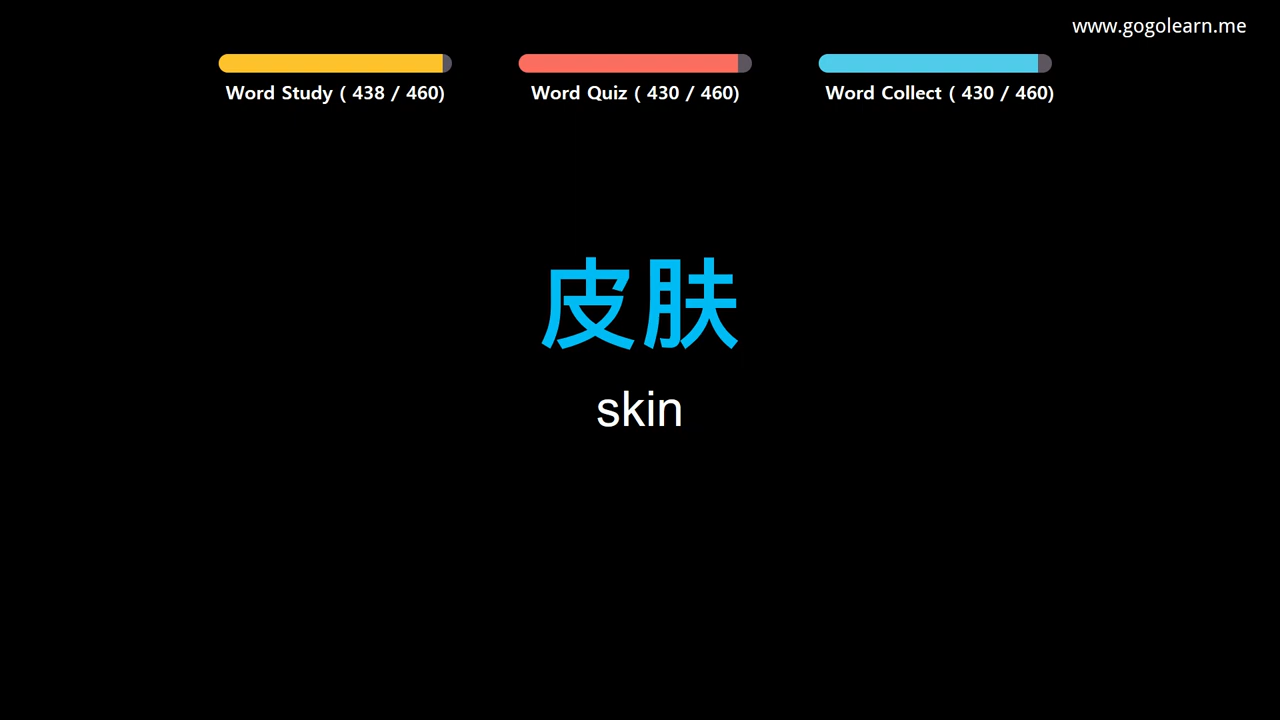 www.gogolearn.me
Word Study ( 438 / 460)
Word Quiz ( 430 / 460)
Word Collect ( 430 / 460)
皮肤
skin